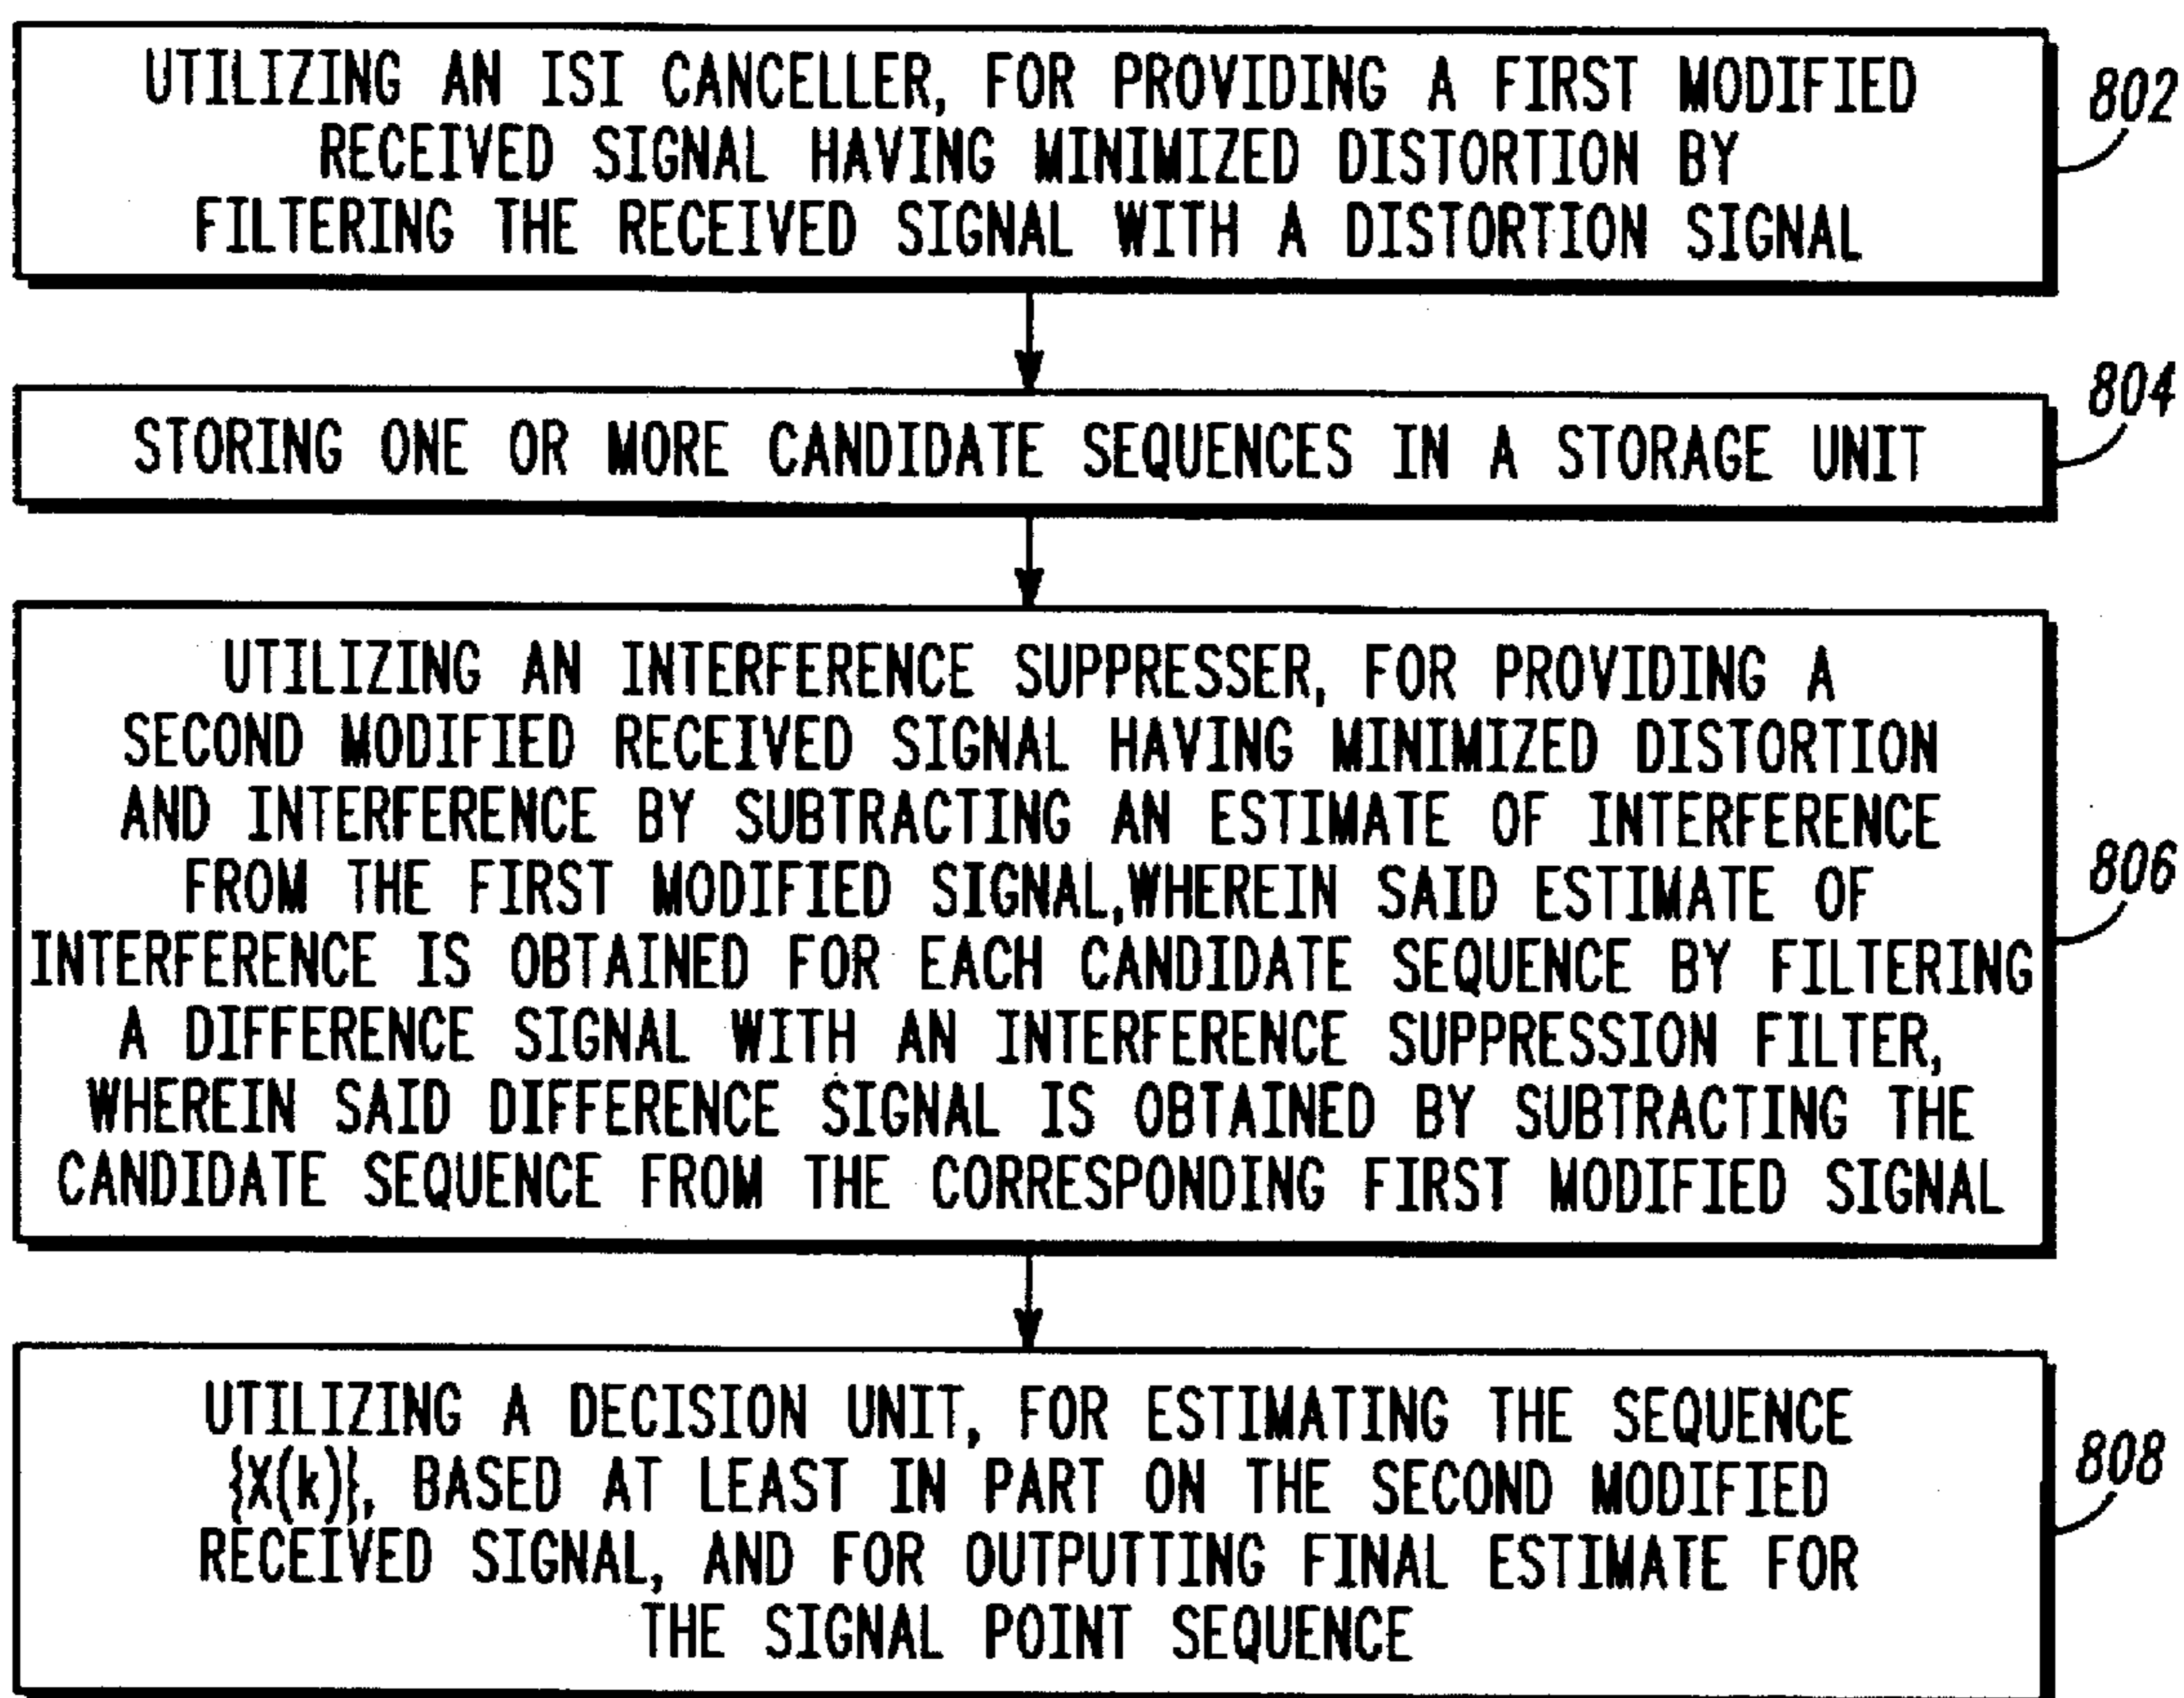 UTILIZING AN ISI CANCELLER, FOR PROVIDING A FIRST MODIFIED
RECEIVED SIGNAL HAVING MINIMIZED DISTORTION BY
FILTERING THE RECEIVED SIGNAL WITH A DISTORTION SIGNAL
802
STORING ONE OR MORE CANDIDATE SEQUENCES IN A STORAGE UNIT
804
UTILIZING AN INTERFERENCE SUPPRESSER, FOR PROVIDING A
SECOND MODIFIED RECEIVED SIGNAL HAVING MINIMIZED DISTORTION
AND INTERFERENCE BY SUBTRACTING AN ESTIMATE OF INTERFERENCE
FROM THE FIRST MODIFIED SIGNAL,WHEREIN SAID ESTIMATE OF
INTERFERENCE IS OBTAINED FOR EACH CANDIDATE SEQUENCE BY FILTERING
A DIFFERENCE SIGNAL WITH AN INTERFERENCE SUPPRESSION FILTER,
WHEREIN SAID DIFFERENCE SIGNAL IS OBTAINED BY SUBTRACTING THE
CANDIDATE SEQUENCE FROM THE CORRESPONDING FIRST MODIFIED SIGNAL
806
UTILIZING A DECISION UNIT, FOR ESTIMATING THE SEQUENCE
{X(k)}, BASED AT LEAST IN PART ON THE SECOND MODIFIED
RECEIVED SIGNAL, AND FOR OUTPUTTING FINAL ESTIMATE FOR
THE SIGNAL POINT SEQUENCE
808